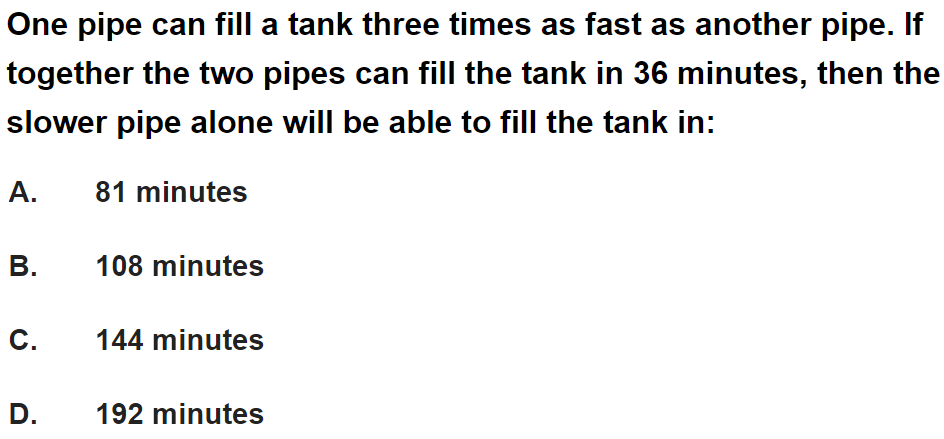 One pipe can fill a tank three times as fast as another pipe. If
together the two pipes can fill the tank in 36 minutes, then the
slower pipe alone will be able to fill the tank in:
A. 81 minutes
B. 108 minutes
C. 144 minutes
D. 192 minutes